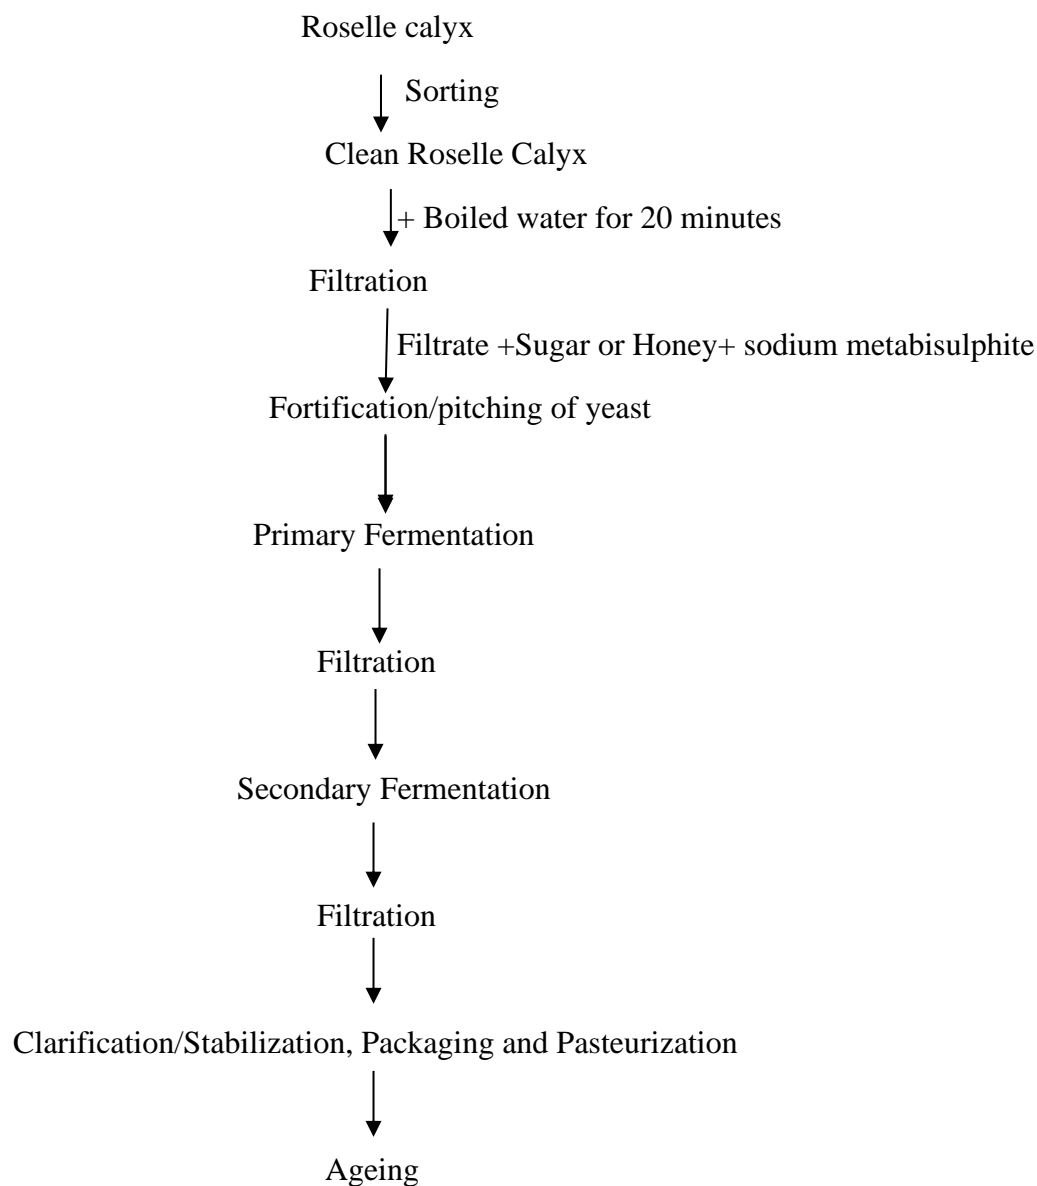 Roselle calyx
Sorting
Clean Roselle Calyx
+ Boiled water for 20 minutes
Filtration
Filtrate +Sugar or Honey+ sodium metabisulphite
Fortification/pitching of yeast
Primary Fermentation
Filtration
Secondary Fermentation
Filtration
Clarification/Stabilization, Packaging and Pasteurization
Ageing